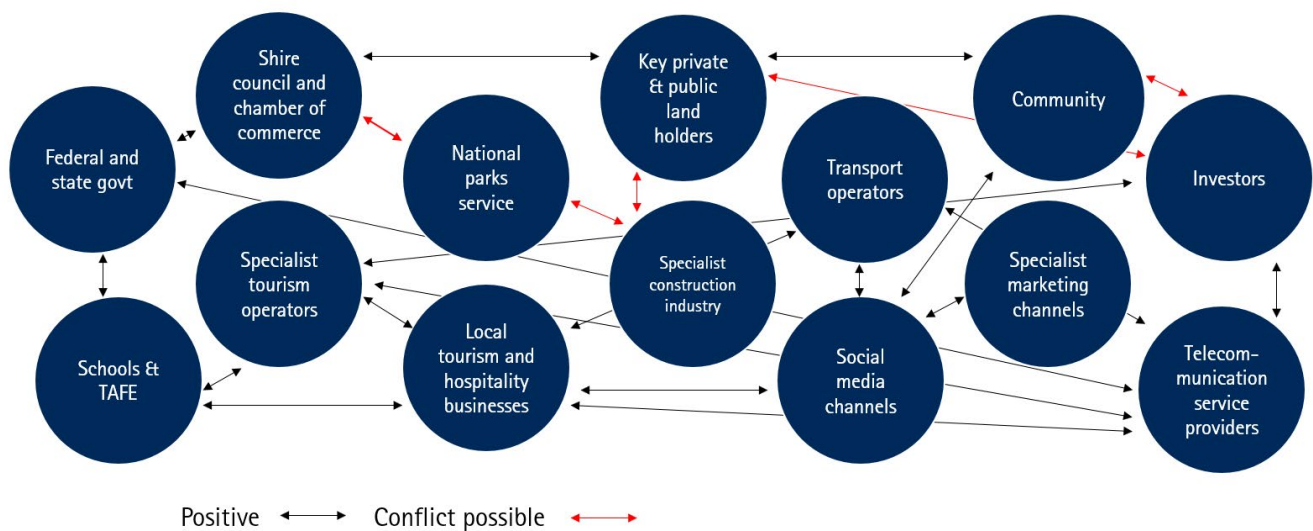 Shire
council and
chamber of
commerce
Key private
& public
land
holders
Community
Federal and
state govt
National
parks
service
Transport
operators
Investors
Specialist
tourism
operators
Specialist
construction
industry
Specialist
marketing
channels
Schools &
TAFE
Local
tourism and
hospitality
businesses
Social
media
channels
Telecom-
munication
service
providers
Positive
Conflict possible